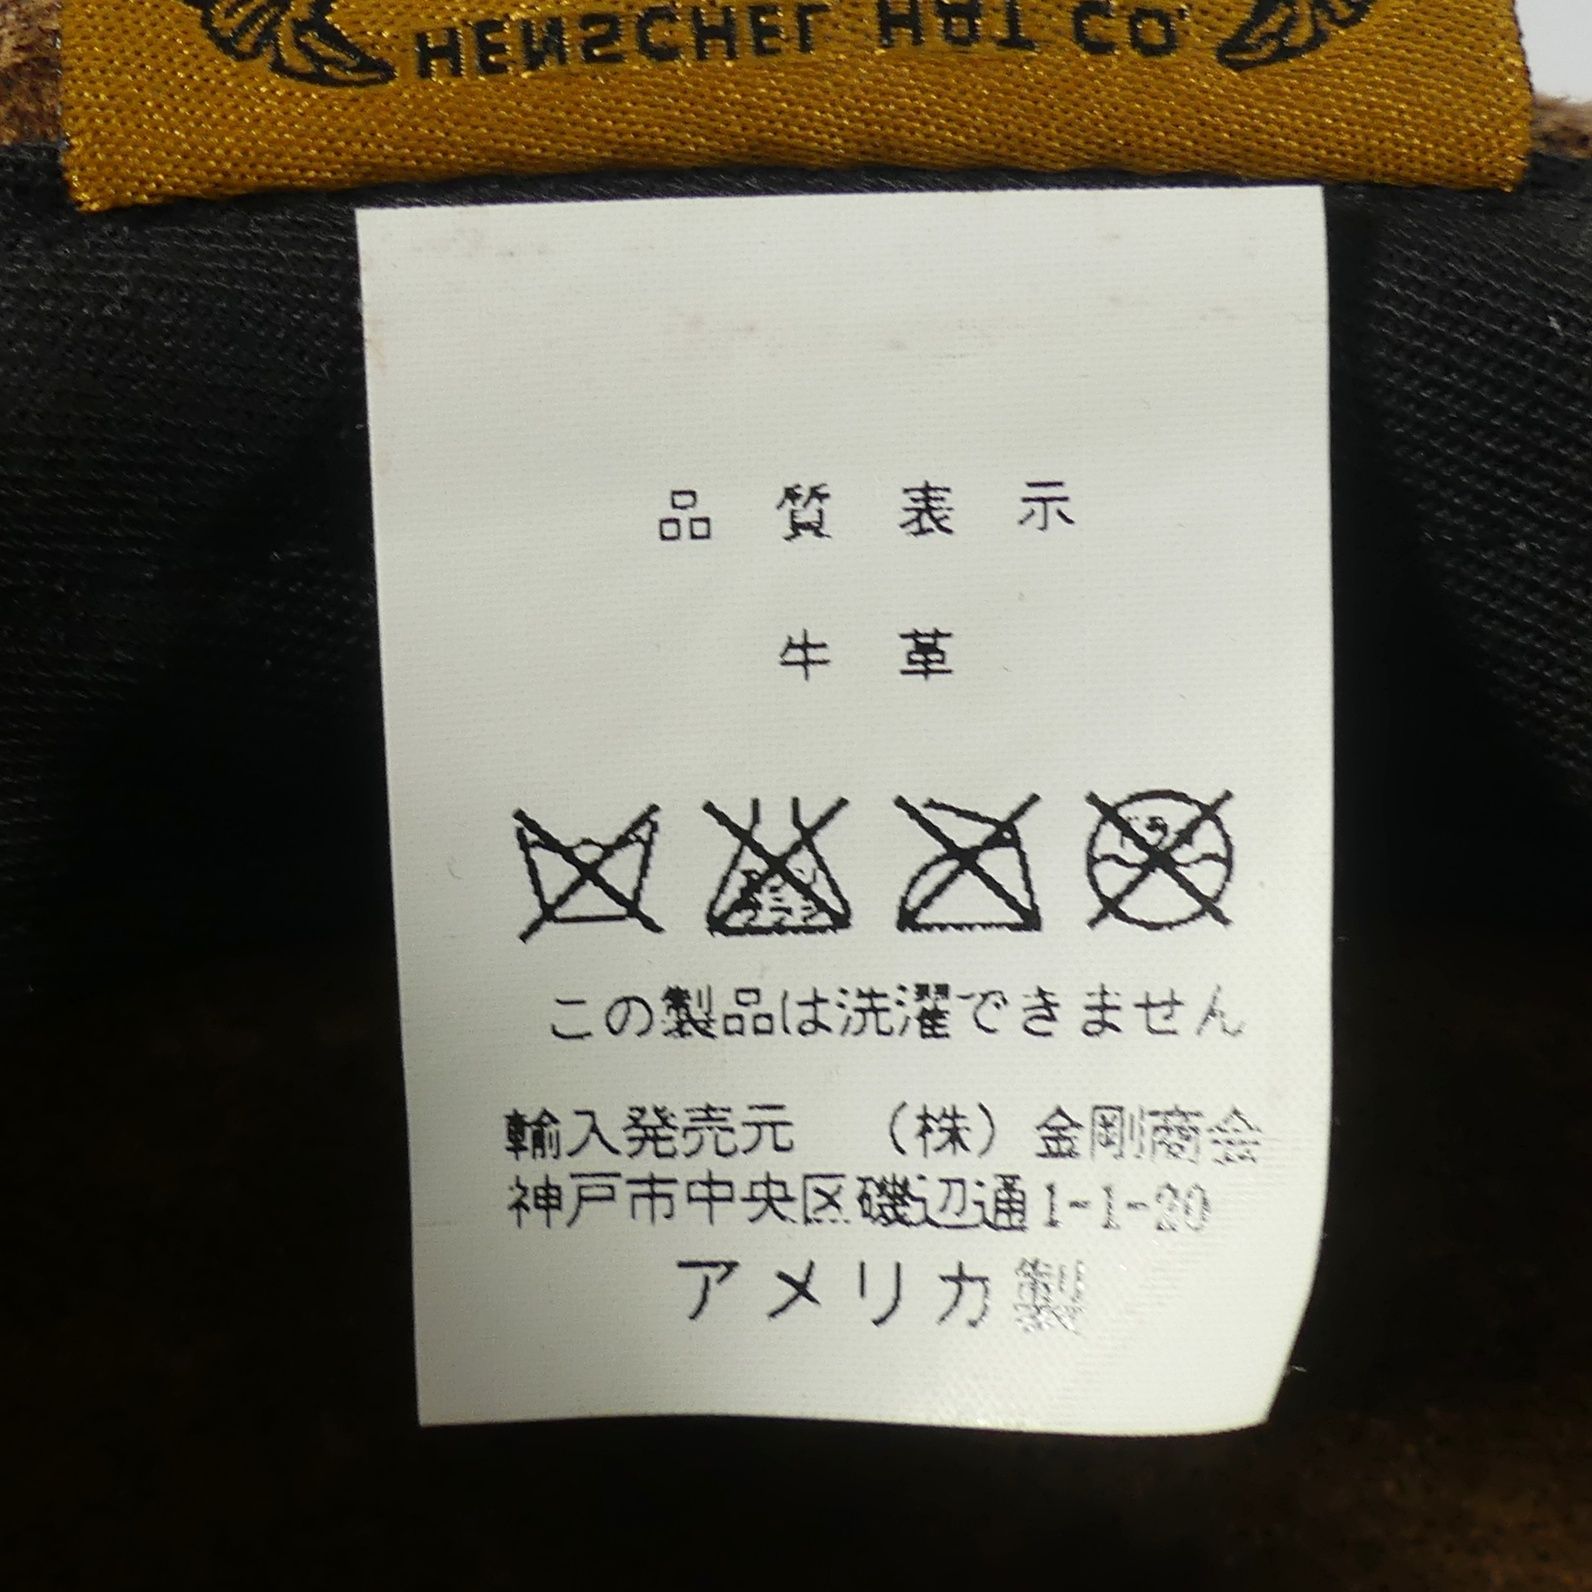 HENSCHEL HAT CO.
品質表示
牛革
この製品は洗濯できません
輸入発売元 (株)金剛商会
神戸市中央区磯辺通1-1-20
アメリカ製